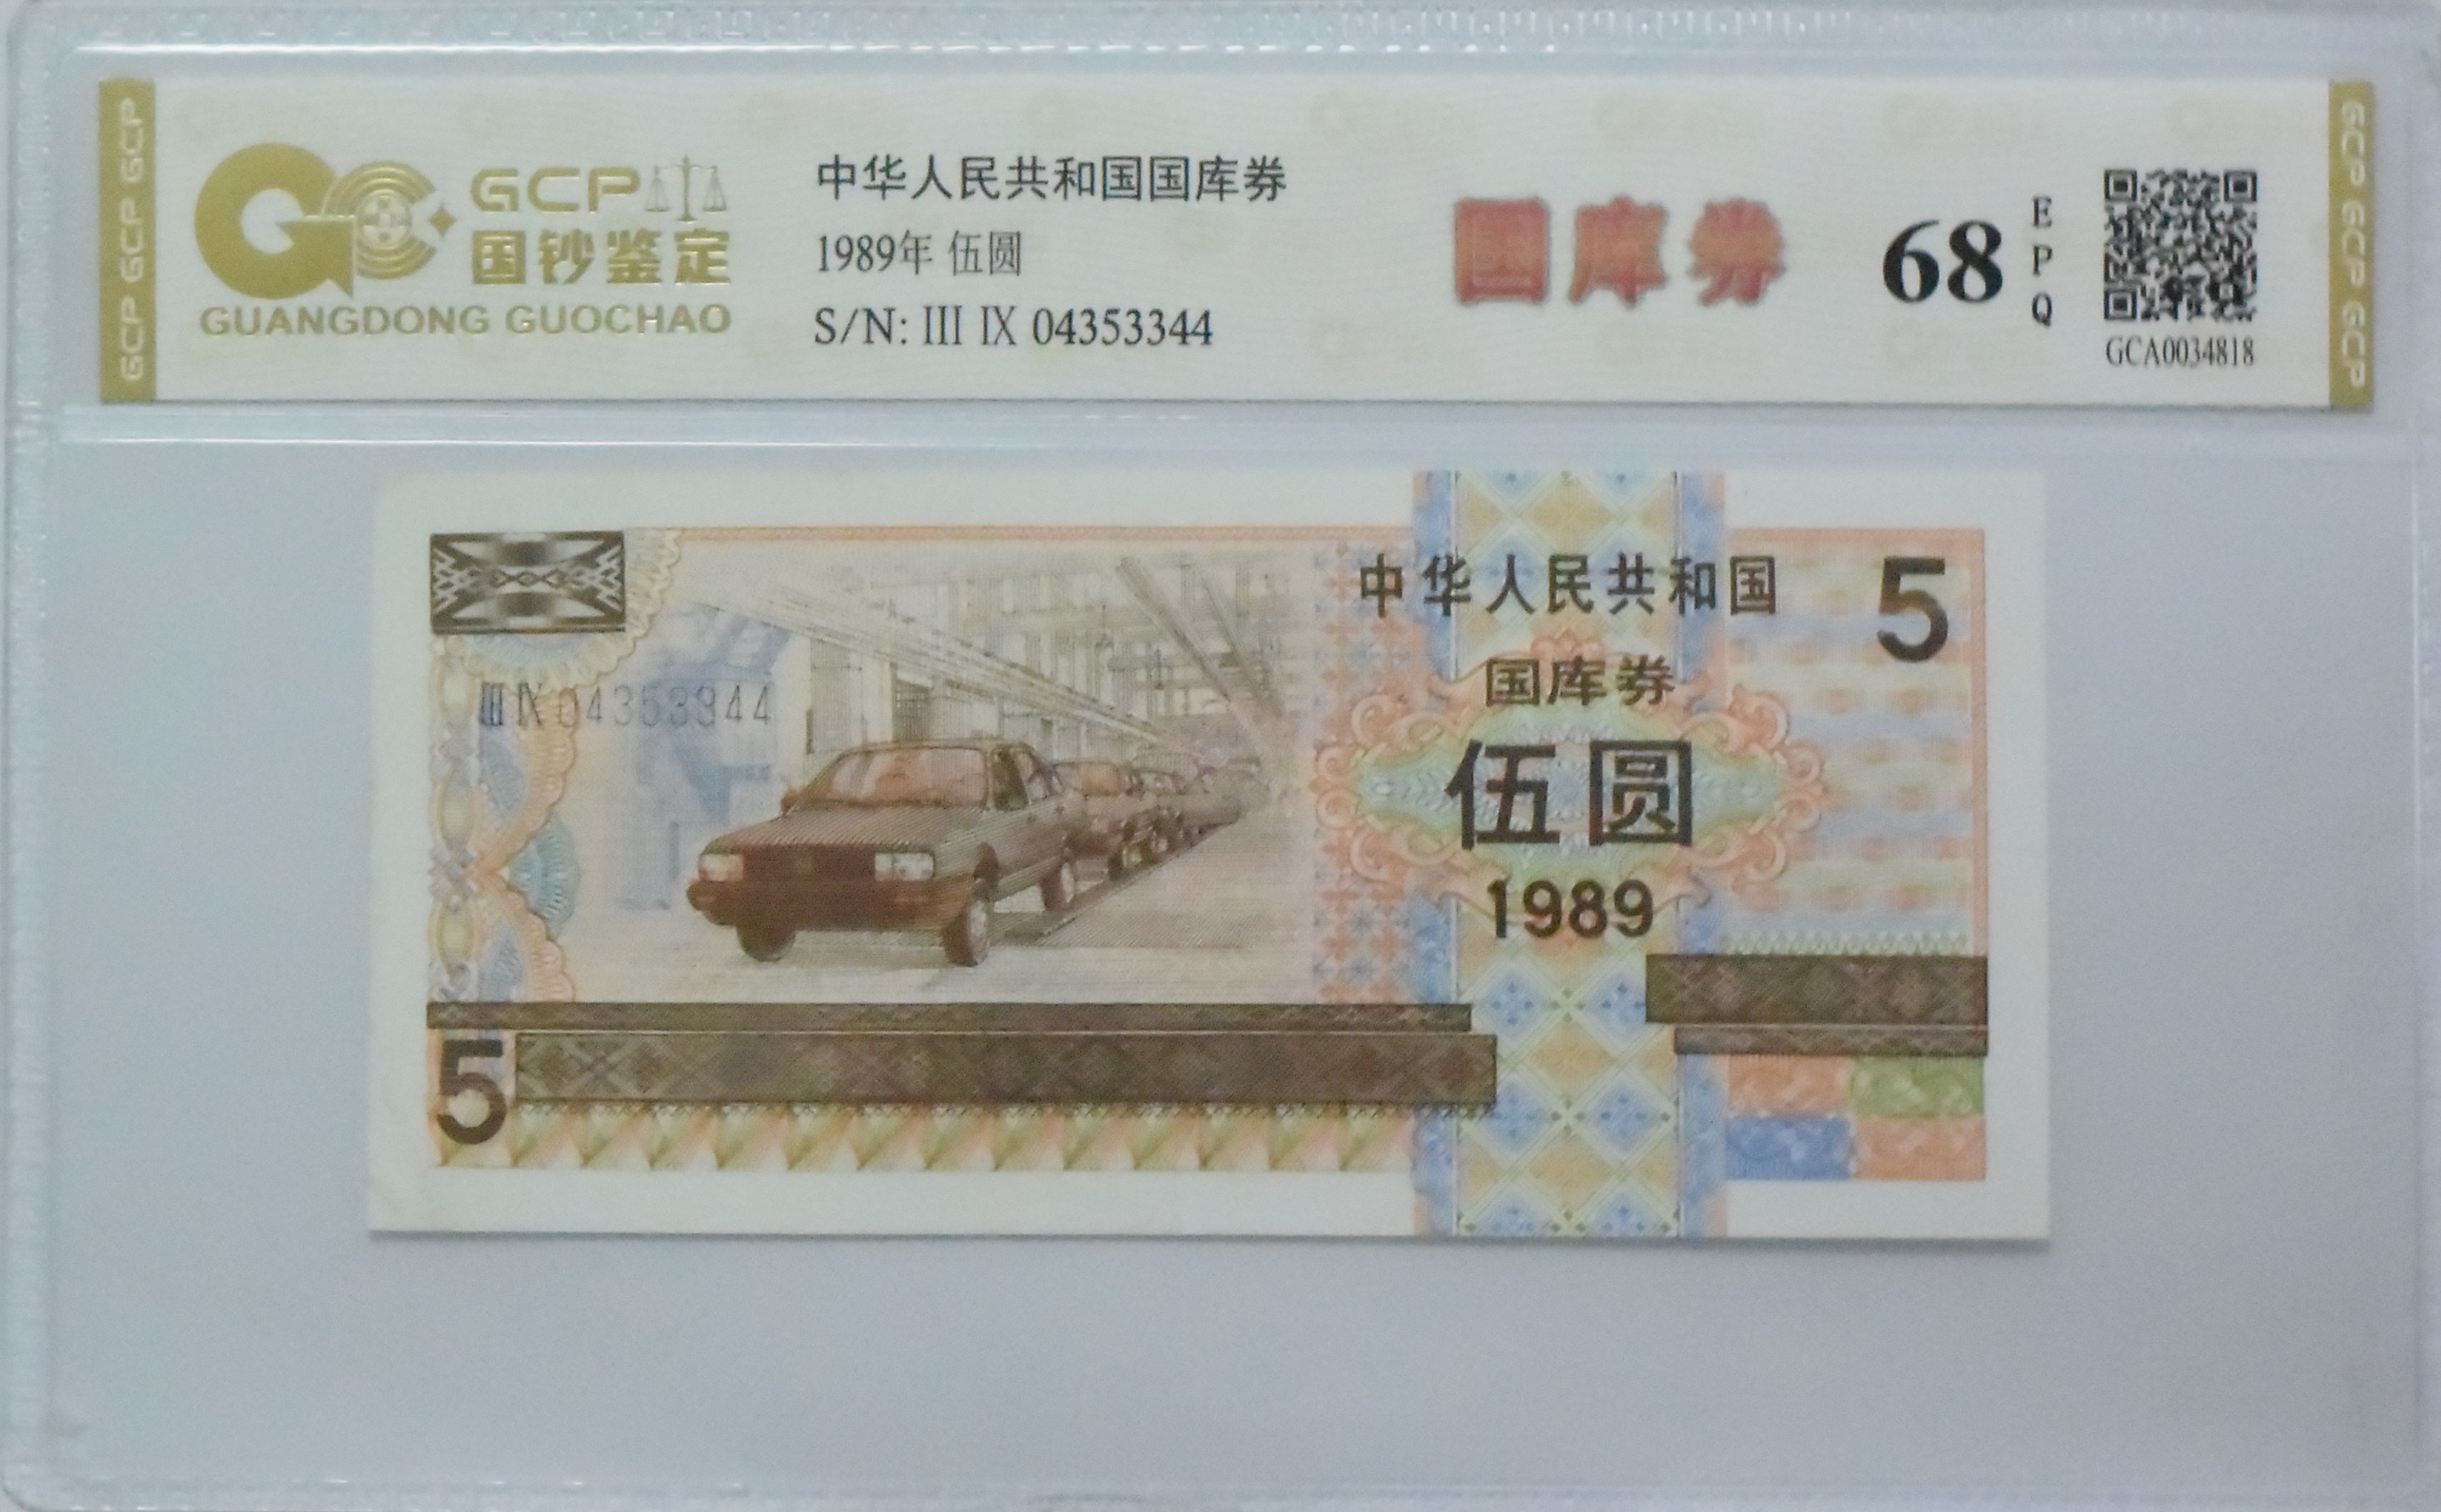 GCP GCP GCP
GCP
国钞鉴定
GUANGDONG GUOCHAO
中华人民共和国国库券
1989年 伍圆
S/N: III IX 04353344
国库券
68
E
P
Q
GCA0034818
GCP GCP GCP
中华人民共和国
5
国库券
III IX 04353344
伍圆
1989
5